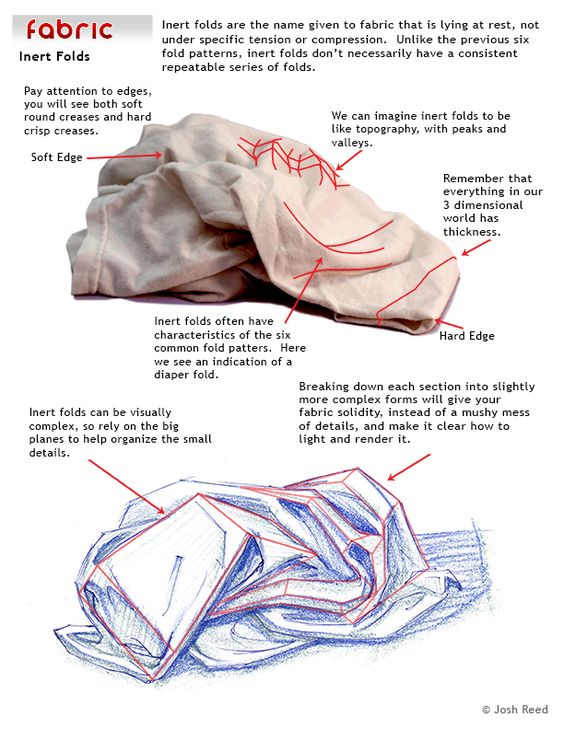 fabric
Inert Folds
Inert folds are the name given to fabric that is lying at rest, not
under specific tension or compression.  Unlike the previous six
fold patterns, inert folds don't necessarily have a consistent
repeatable series of folds.
Pay attention to edges,
you will see both soft
round creases and hard
crisp creases.
Soft Edge
We can imagine inert folds to be
like topography, with peaks and
valleys.
Remember that
everything in our
3 dimensional
world has
thickness.
Hard Edge
Inert folds often have
characteristics of the six
common fold patters.  Here
we see an indication of a
diaper fold.
Inert folds can be visually
complex, so rely on the big
planes to help organize the small
details.
Breaking down each section into slightly
more complex forms will give your
fabric solidity, instead of a mushy mess
of details, and make it clear how to
light and render it.
© Josh Reed